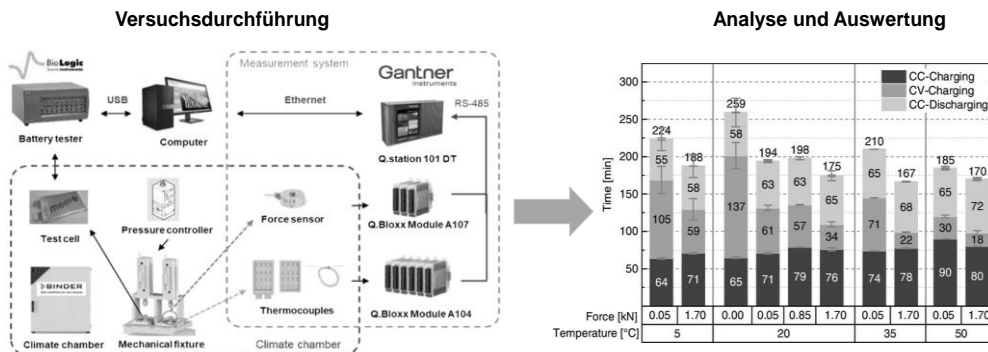 Versuchsdurchführung
BioLogic
Measurement system
Gantner
instruments
USB
Ethernet
RS-485
Battery tester
Computer
Q.station 101 DT
Test cell
Pressure controller
Force sensor
Q.Bloxx Module A107
BINDER
Thermocouples
Q.Bloxx Module A104
Climate chamber
Mechanical fixture
Climate chamber
Analyse und Auswertung
CC-Charging
CV-Charging
CC-Discharging
Time [min]
300
250
200
150
100
50
224
55
105
64
188
58
59
71
259
58
137
65
194
63
61
71
198
63
57
79
175
65
34
76
210
65
71
74
167
68
22
78
185
65
30
90
170
72
18
80
Force [kN] 0.05 1.70 0.00 0.05 0.85 1.70 0.05 1.70 0.05 1.70
Temperature [°C] 5 20 35 50